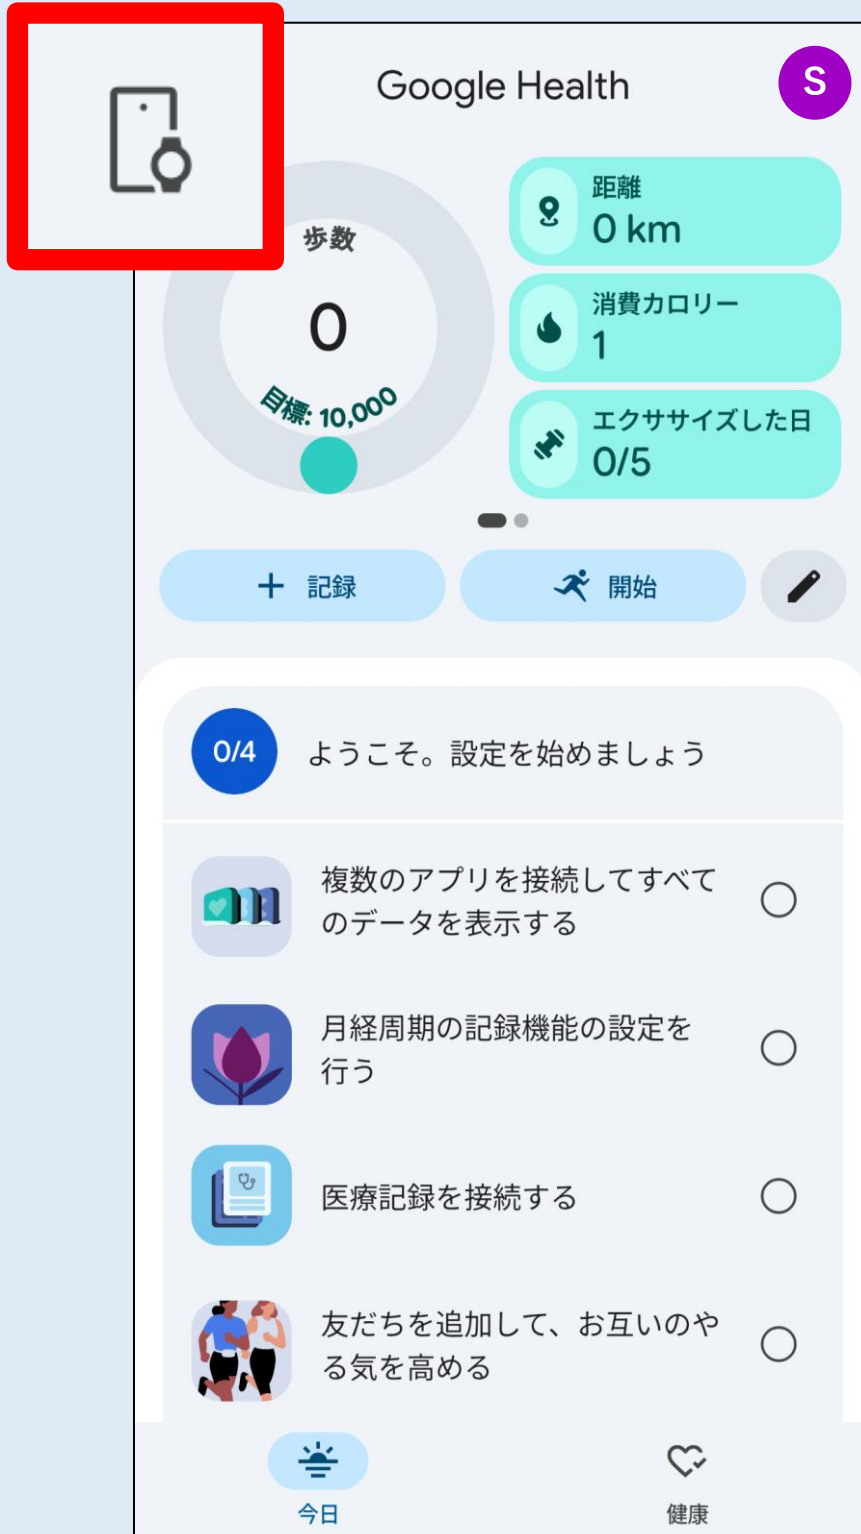 Google Health
S
歩数
0
目標: 10,000
距離
0 km
消費カロリー
1
エクササイズした日
0/5
＋ 記録
開始
0/4
ようこそ。設定を始めましょう
複数のアプリを接続してすべて
のデータを表示する
月経周期の記録機能の設定を
行う
医療記録を接続する
友だちを追加して、お互いのや
る気を高める
今日
健康